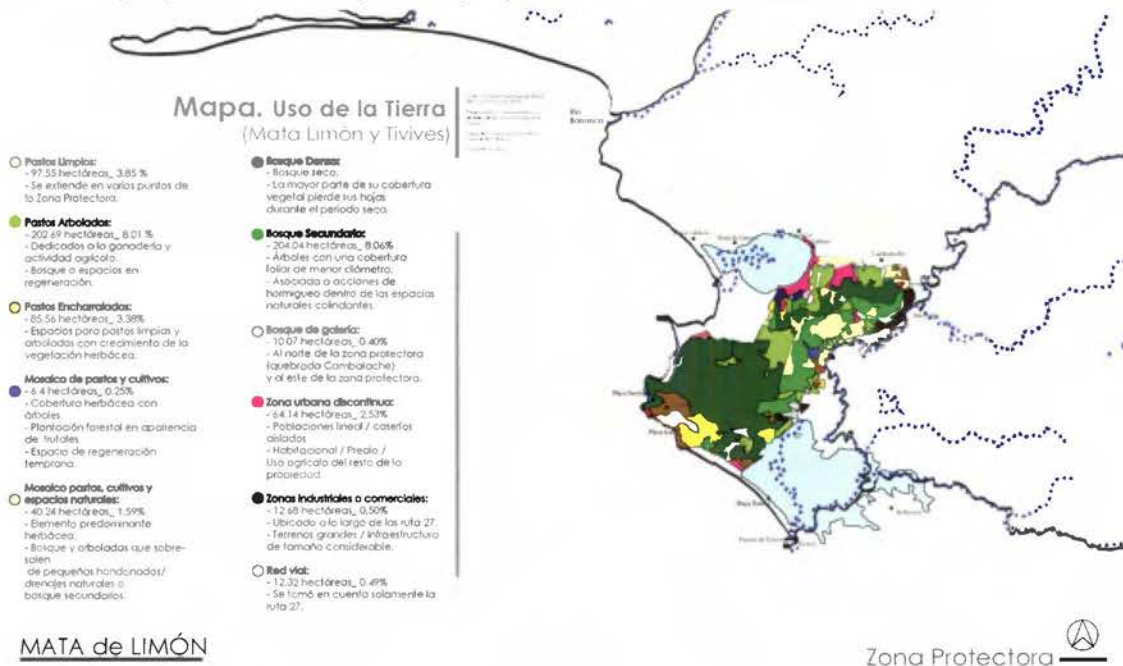 Mapa. Uso de la Tierra
(Mata Limón y Tivives)
Pastos Limpios:
- 97.55 hectáreas_ 3.85 %
- Se extiende en varios puntos de
la Zona Protectora.
Pastos Arbolados:
- 202.69 hectáreas_ 8.01 %
- Dedicados a la ganadería y
actividad agrícola.
- Bosque o espacios en
regeneración.
Pastos Encharralados:
- 85.56 hectáreas_ 3.38%
- Espacios para pastos limpios y
arbolados con crecimiento de la
vegetación herbácea.
Mosaico de pastos y cultivos:
- 6.4 hectáreas_ 0.25%
- Cobertura herbácea con
árboles
- Plantación forestal en apariencia
de frutales
- Espacio de regeneración
temprana.
Mosaico pastos, cultivos y
espacios naturales:
- 40.24 hectáreas_ 1.59%
- Elemento predominante
herbácea.
- Bosque y arboladas que sobre-
salen
de pequeñas hondonadas/
drenajes naturales o
bosque secundarios.
Bosque Denso:
- Bosque seco.
- La mayor parte de su cobertura
vegetal pierde sus hojas
durante el periodo seco.
Bosque Secundario:
- 204.04 hectáreas_ 8.06%
- Árboles con una cobertura
foliar de menor diámetro.
- Asociada a acciones de
hormigueo dentro de las espacios
naturales colindantes.
Bosque de galería:
- 10.07 hectáreas_ 0.40%
- Al norte de la zona protectora
(quebrada Cambalache)
y al este de la zona protectora.
Zona urbana discontinua:
- 64.14 hectáreas_ 2.53%
- Poblaciones lineal / caseríos
aislados
- Habitacional / Predio /
Uso agrícola del resto de la
propiedad.
Zonas industriales o comerciales:
- 12.68 hectáreas_ 0.50%
- Ubicado a lo largo de las ruta 27.
- Terrenos grandes / infraestructura
de tamaño considerable.
Red vial:
- 12.32 hectáreas_ 0.49%
- Se tomó en cuenta solamente la
ruta 27.
Río
Barranca
MATA de LIMÓN
Zona Protectora